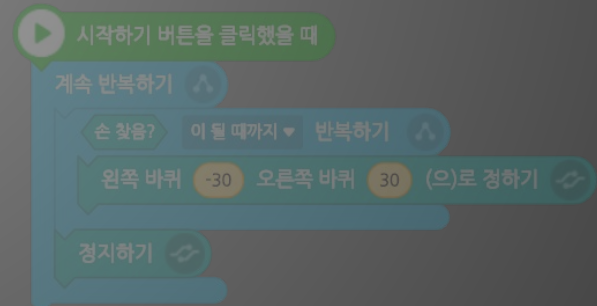 시작하기 버튼을 클릭했을 때
계속 반복하기
손 찾음? 이 될 때까지 ▼ 반복하기
왼쪽 바퀴 -30 오른쪽 바퀴 30 (으)로 정하기
정지하기